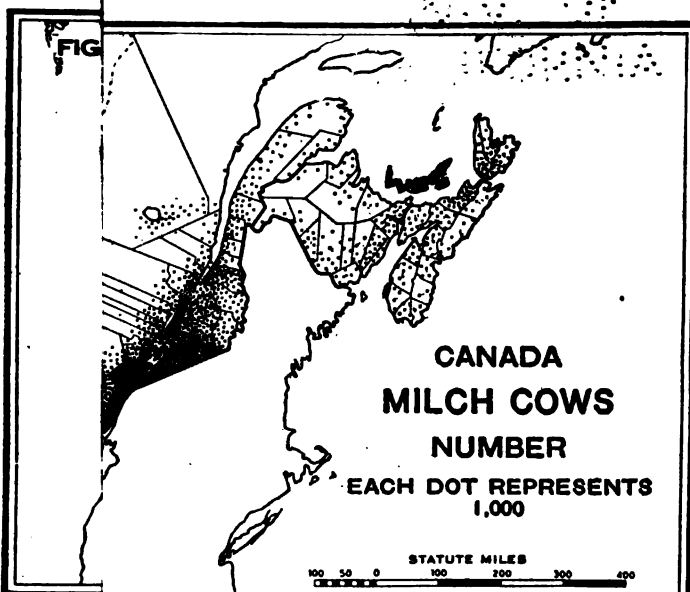 FIG
CANADA
MILCH COWS
NUMBER
EACH DOT REPRESENTS
1,000
STATUTE MILES
100 50 0 100 200 300 400